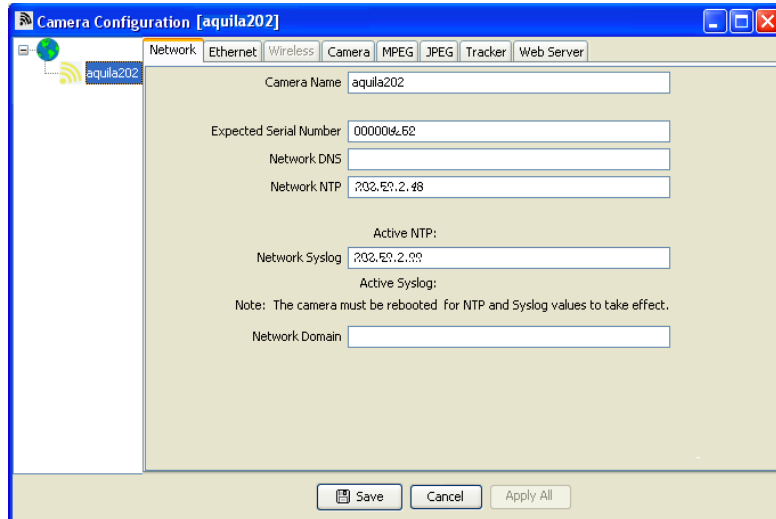 Camera Configuration [aquila202]
aquila202
Network Ethernet Wireless Camera MPEG JPEG Tracker Web Server
Camera Name aquila202
Expected Serial Number
Network DNS
Network NTP
Active NTP:
Network Syslog
Active Syslog:
Note: The camera must be rebooted for NTP and Syslog values to take effect.
Network Domain
Save Cancel Apply All